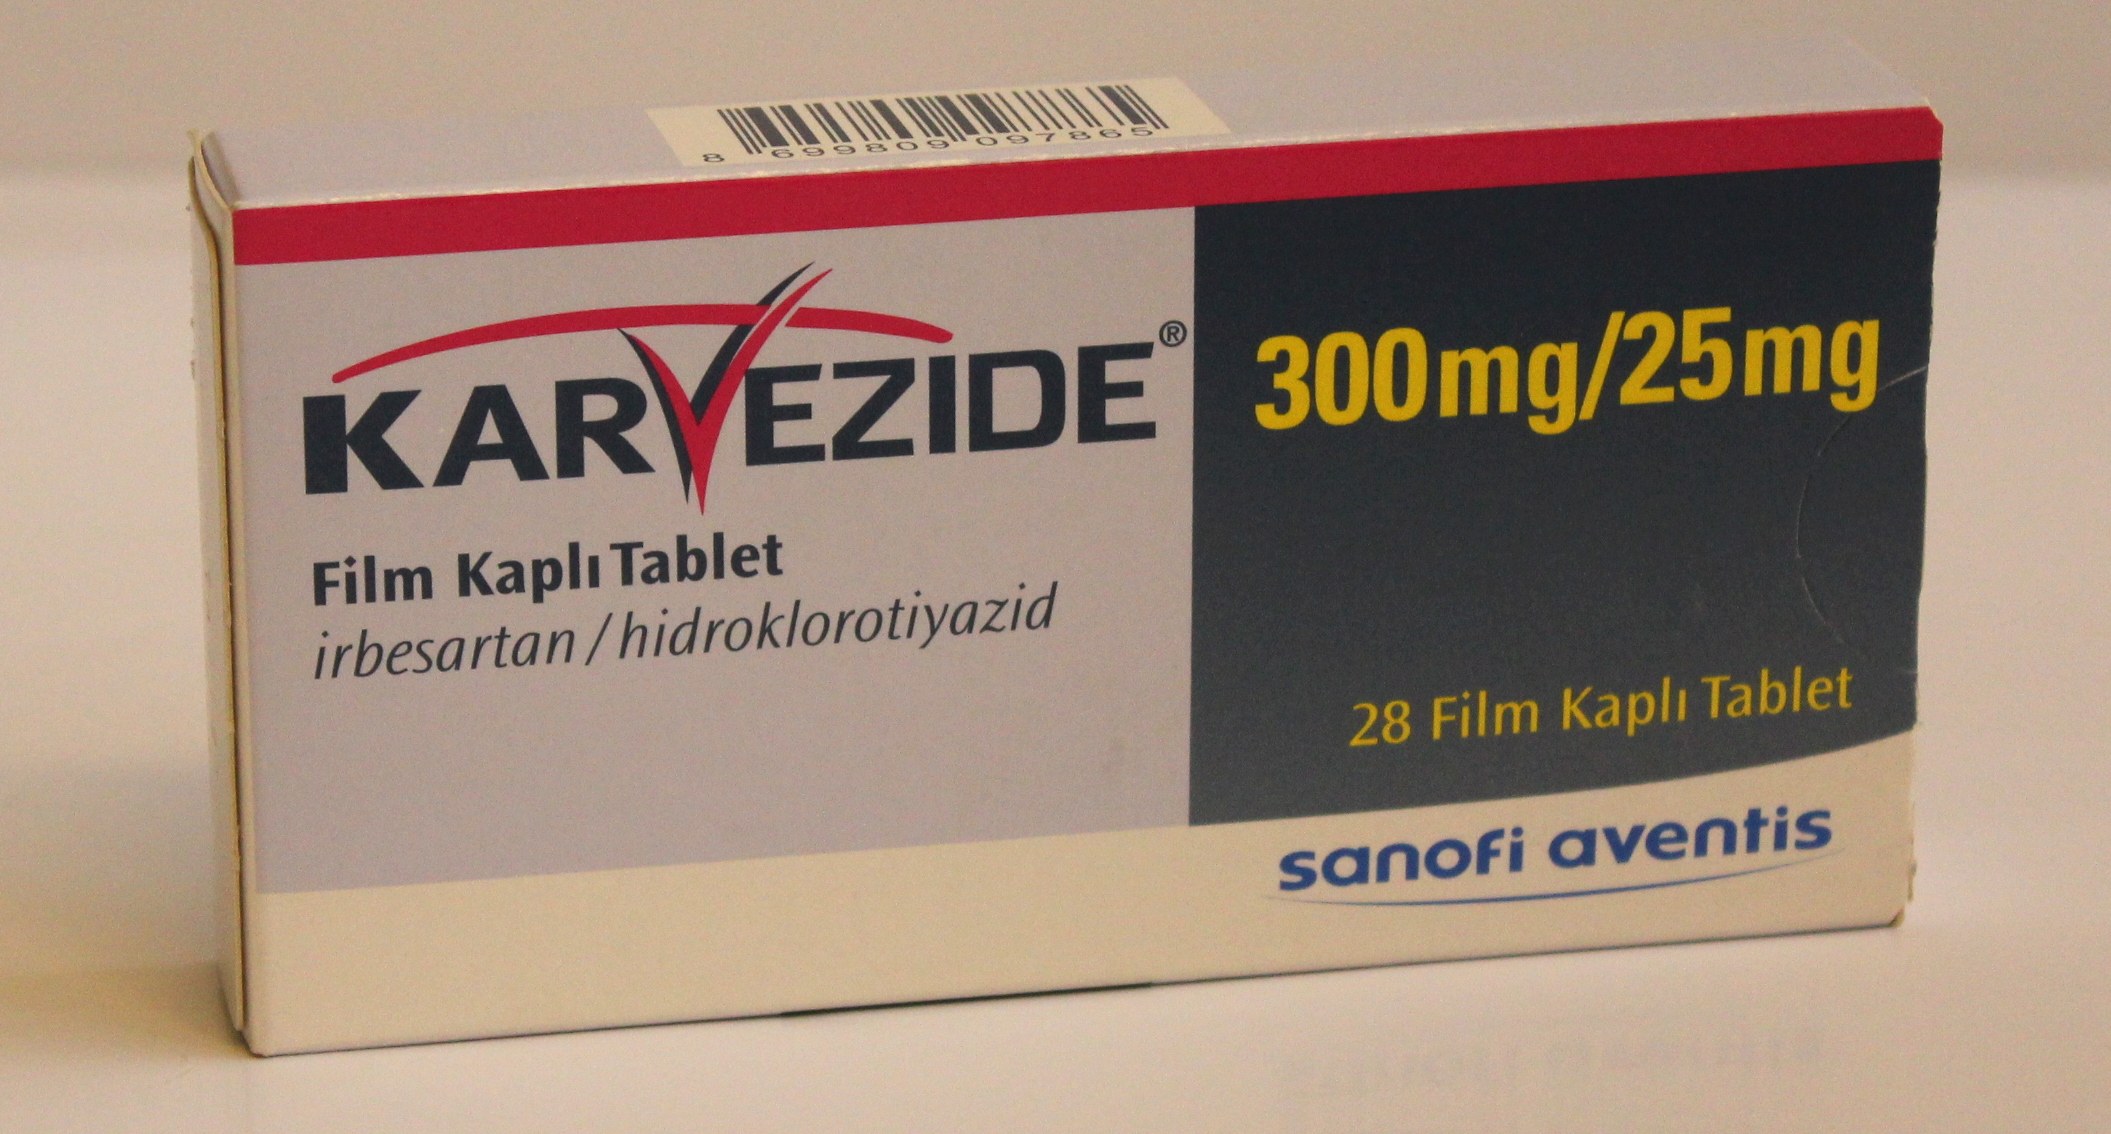 8 699809 097865
KARVEZIDE®
300mg/25mg
Film Kaplı Tablet
irbesartan/hidroklorotiyazid
28 Film Kaplı Tablet
sanofi aventis